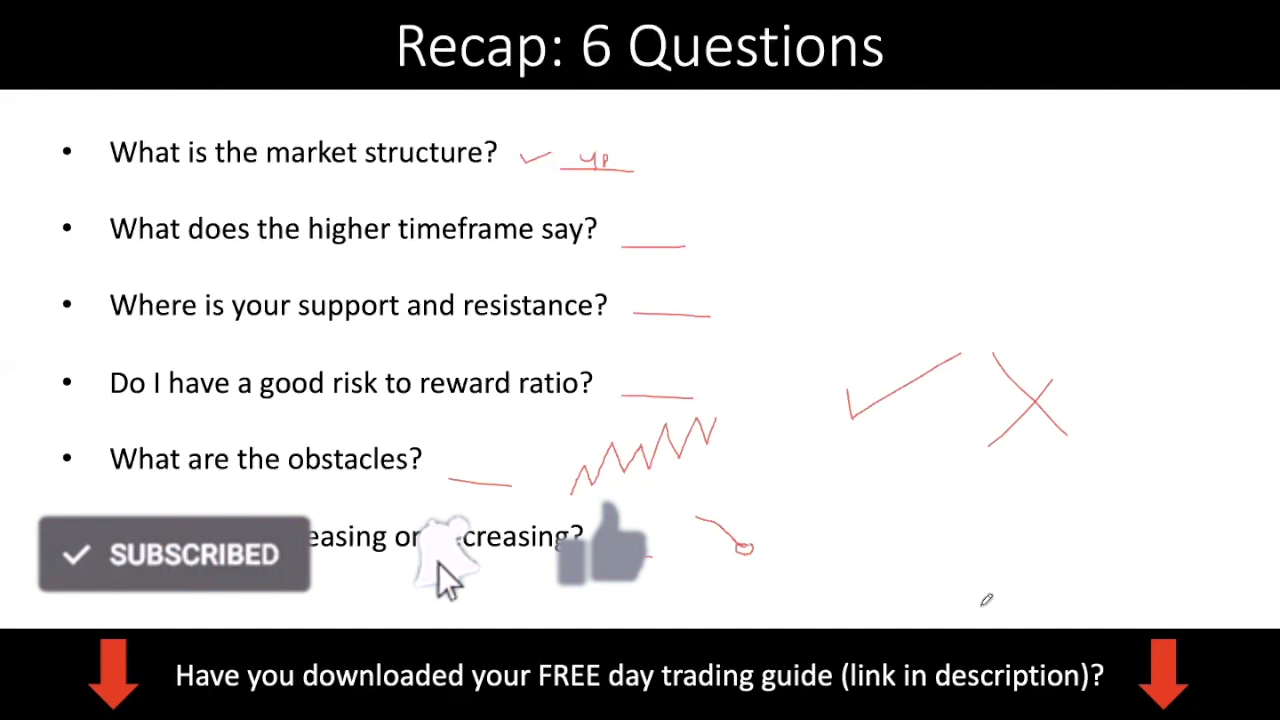 Recap: 6 Questions
• What is the market structure? ✓ up
• What does the higher timeframe say?
• Where is your support and resistance?
• Do I have a good risk to reward ratio?
• What are the obstacles?
easing or creasing?
SUBSCRIBED
Have you downloaded your FREE day trading guide (link in description)?